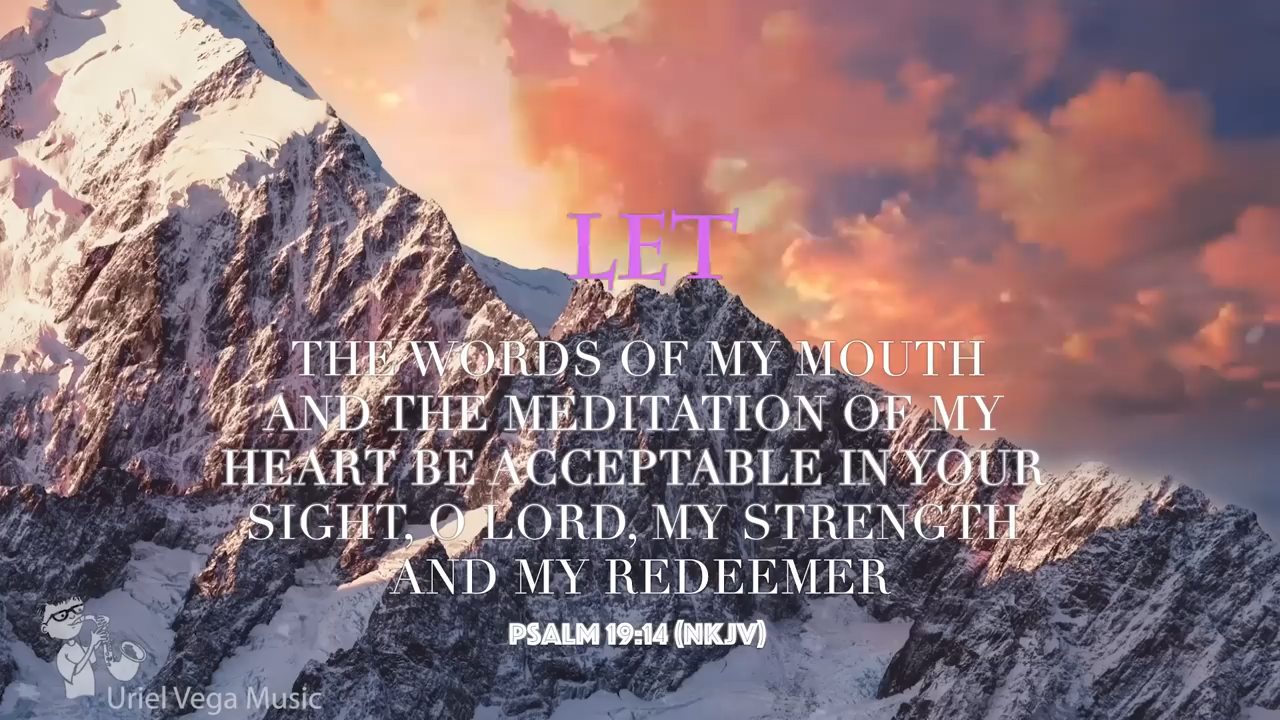 LET
THE WORDS OF MY MOUTH
AND THE MEDITATION OF MY
HEART BE ACCEPTABLE IN YOUR
SIGHT, O LORD, MY STRENGTH
AND MY REDEEMER
PSALM 19:14 (NKJV)
Uriel Vega Music